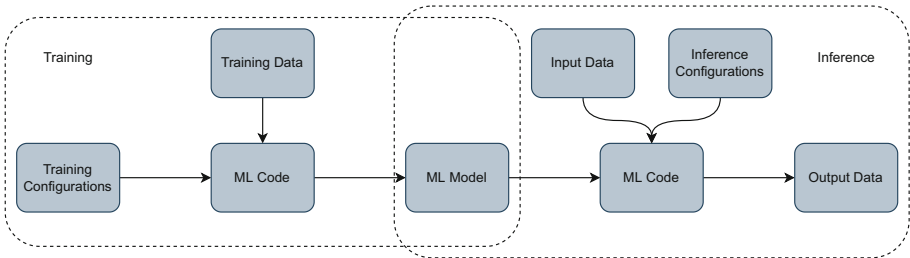 Training
Training Data
Input Data
Inference
Configurations
Inference
Training
Configurations
ML Code
ML Model
ML Code
Output Data